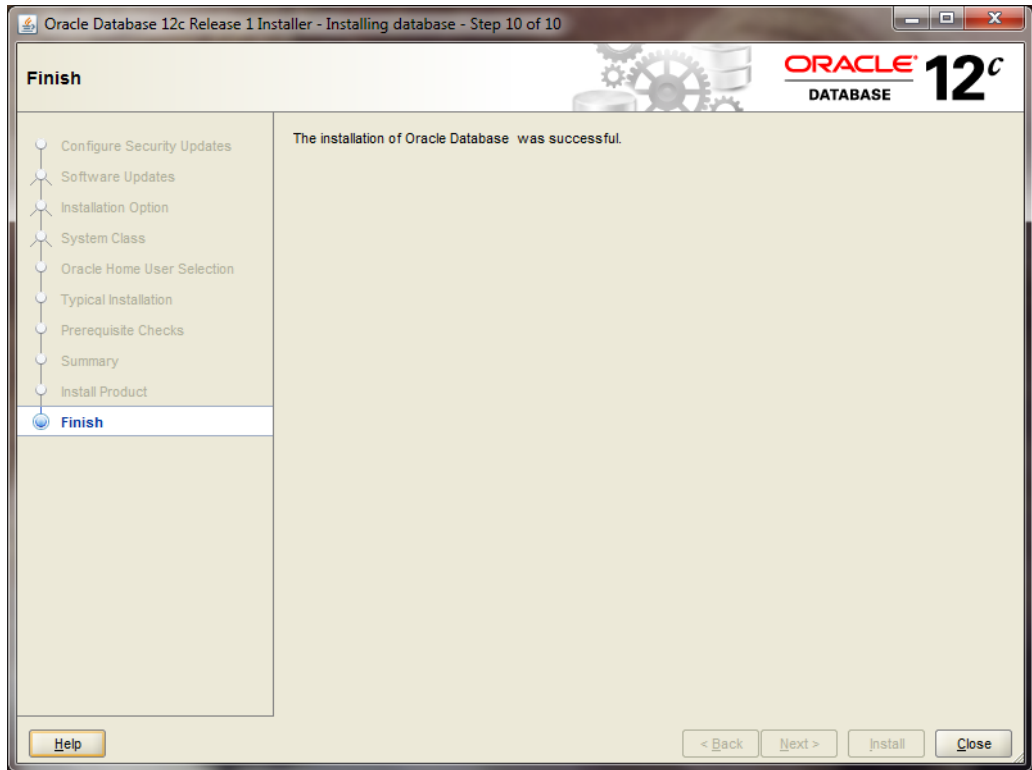 Oracle Database 12c Release 1 Installer - Installing database - Step 10 of 10
Finish
ORACLE
DATABASE
12c
Configure Security Updates
Software Updates
Installation Option
System Class
Oracle Home User Selection
Typical Installation
Prerequisite Checks
Summary
Install Product
Finish
The installation of Oracle Database  was successful.
Help
< Back
Next >
Install
Close